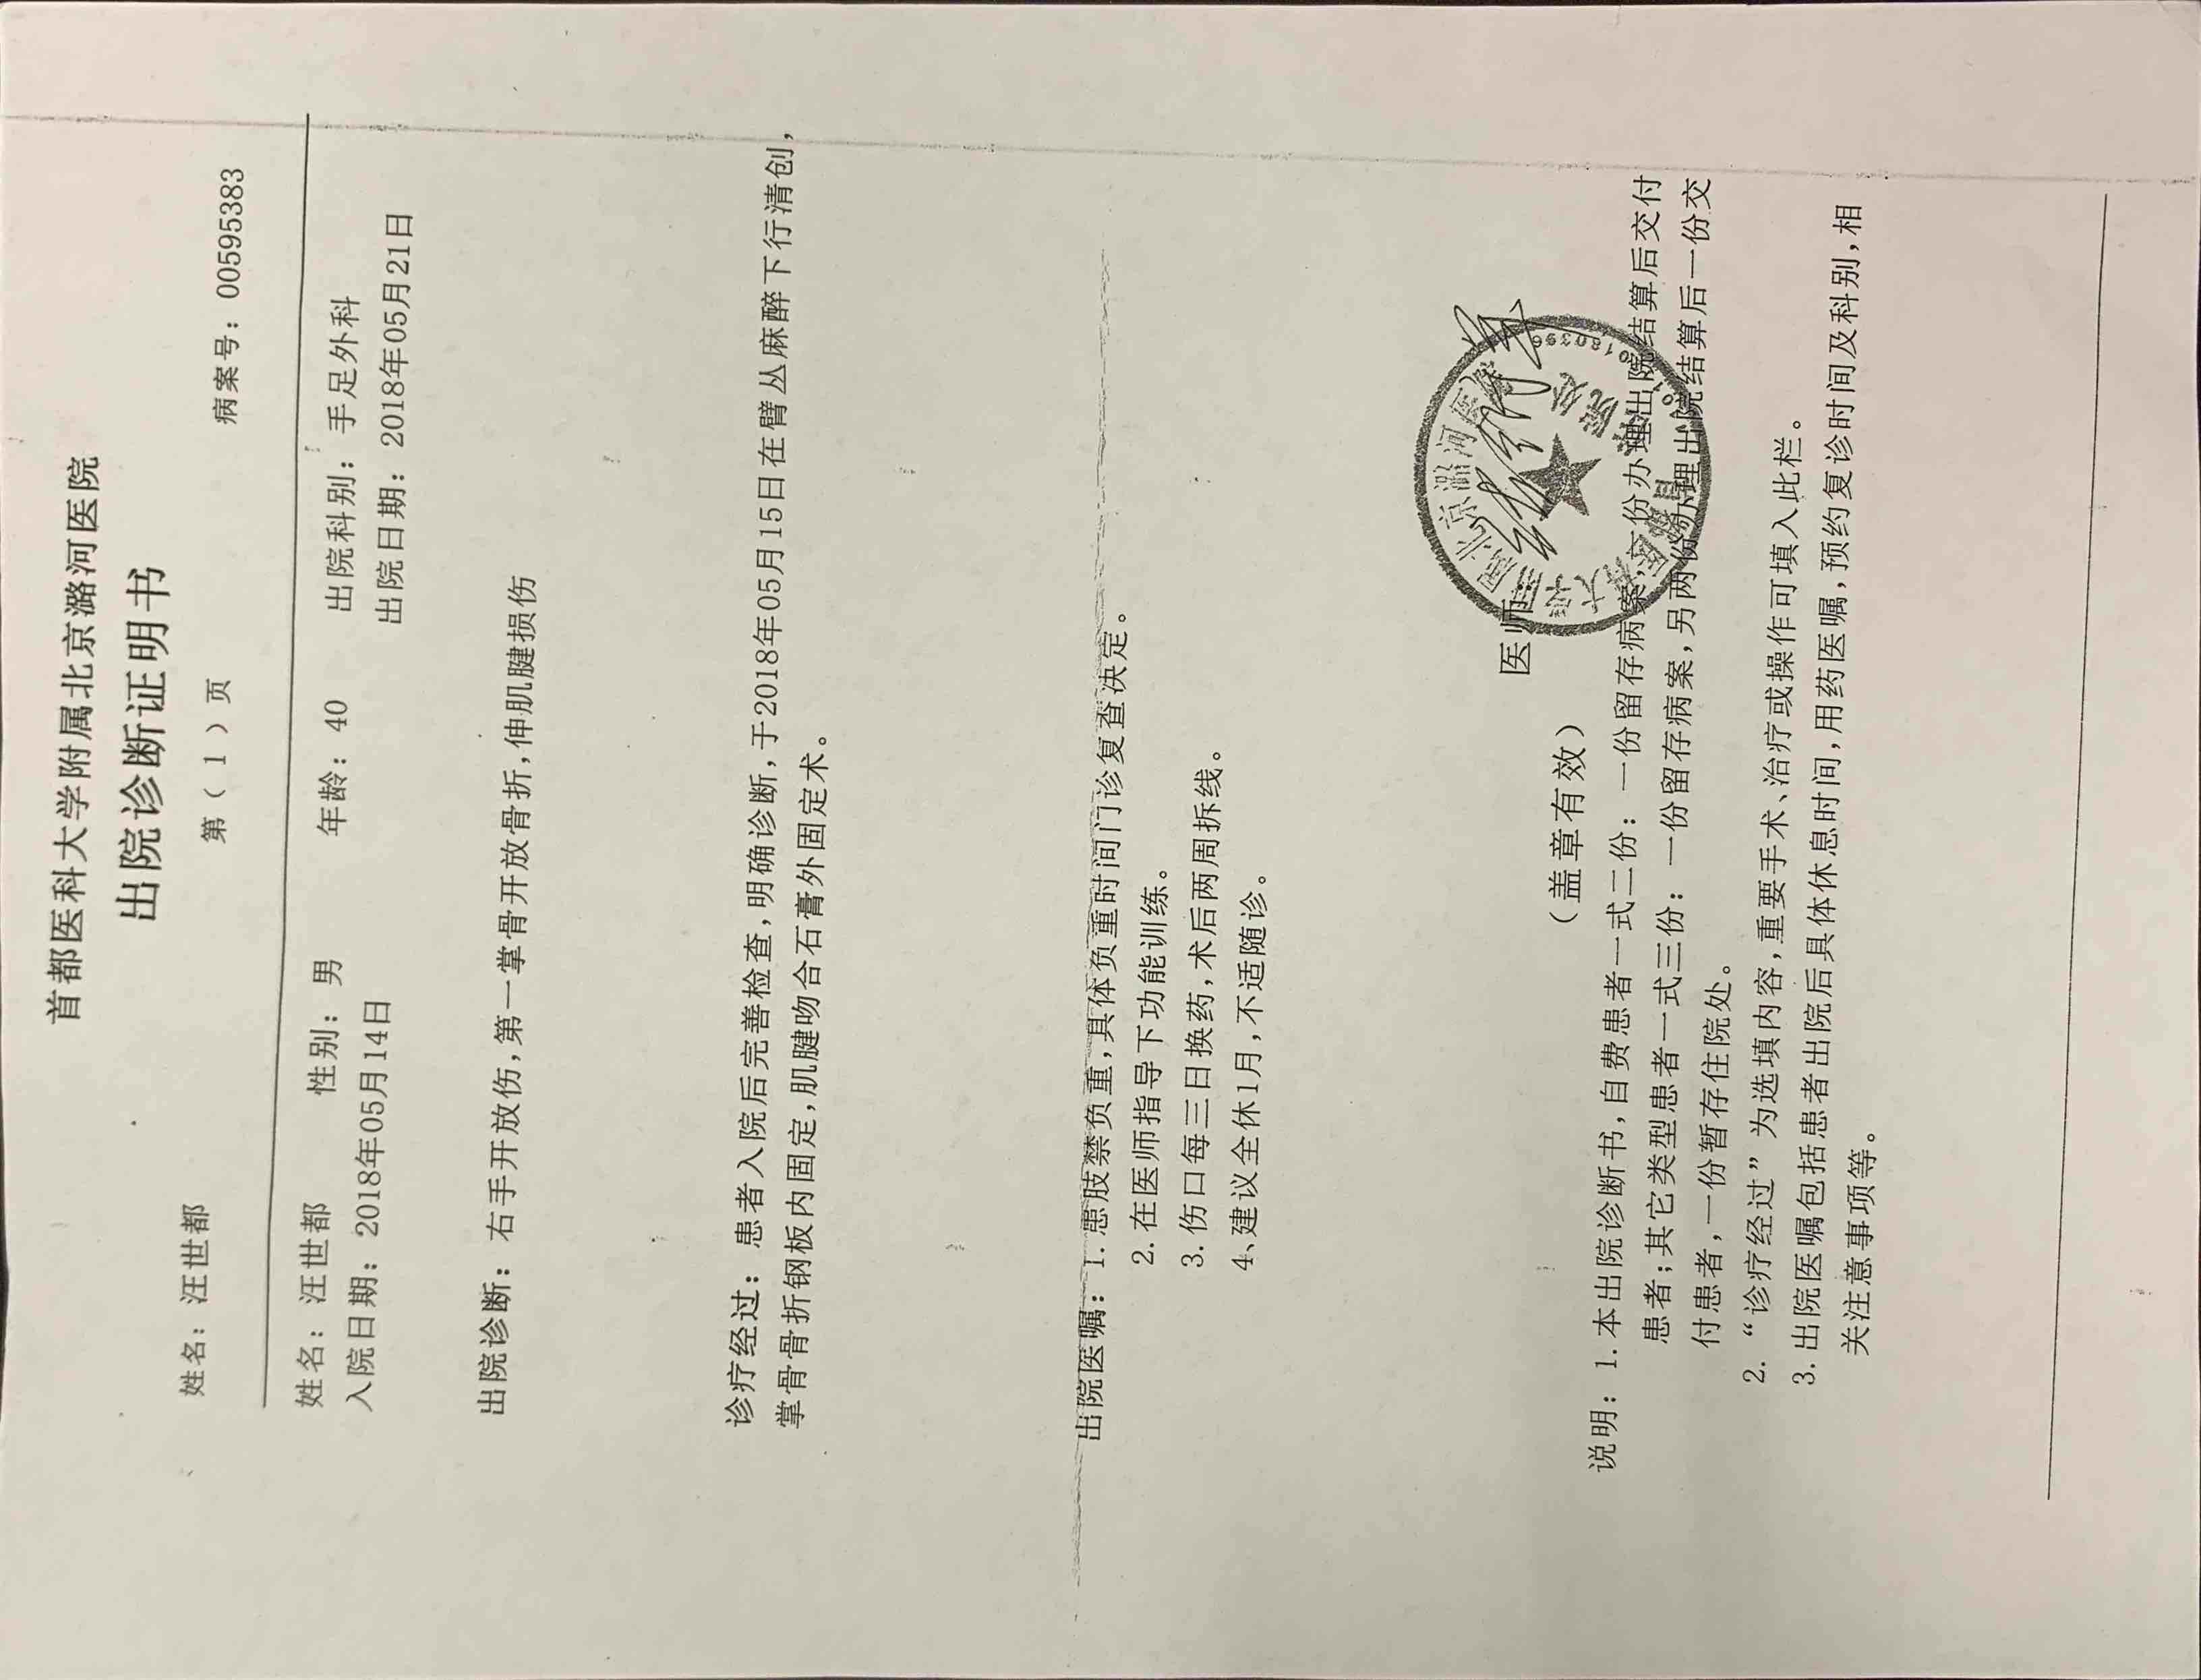 首都医科大学附属北京潞河医院
出院诊断证明书
姓名：汪世都 第（1）页 病案号：00595383
姓名：汪世都 性别：男 年龄：40 出院科别：手足外科
入院日期：2018年05月14日 出院日期：2018年05月21日
出院诊断：右手开放伤,第一掌骨开放骨折,伸肌腱损伤
诊疗经过：患者入院后完善检查,明确诊断,于2018年05月15日在臂丛麻醉下行清创,
掌骨骨折钢板内固定,肌腱吻合石膏外固定术。
出院医嘱：1.患肢禁负重,具体负重时间门诊复查决定。
2.在医师指导下功能训练。
3.伤口每三日换药,术后两周拆线。
4、建议全休1月,不适随诊。
首都医科大学附属北京潞河医院
住院处
医师:
（盖章有效）
说明：1.本出院诊断书,自费患者一式二份：一份留存病案,一份办理出院结算后交付
患者;其它类型患者一式三份：一份留存病案,另两份办理出院结算后一份交
付患者,一份暂存住院处。
2.“诊疗经过”为选填内容,重要手术、治疗或操作可填入此栏。
3.出院医嘱包括患者出院后具体休息时间,用药医嘱,预约复诊时间及科别,相
关注意事项等。